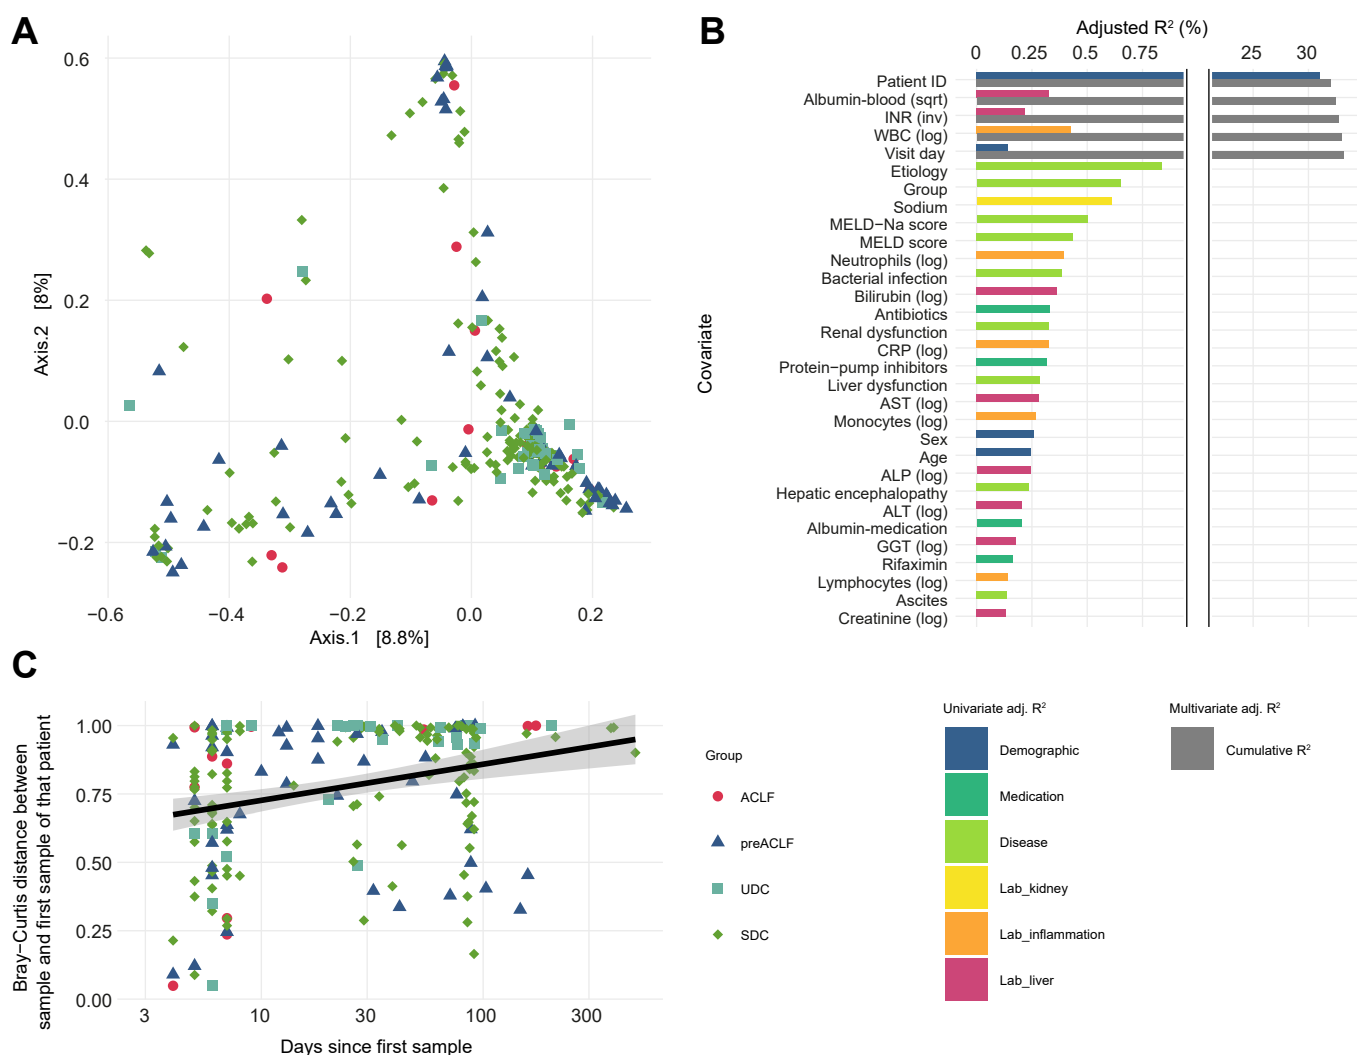 A
0.6
0.4
0.2
0.0
−0.2
Axis.2 [8%]
−0.6
−0.4
−0.2
0.0
0.2
Axis.1 [8.8%]
B
Adjusted R² (%)
0
0.25
0.5
0.75
25
30
Covariate
Patient ID
Albumin-blood (sqrt)
INR (inv)
WBC (log)
Visit day
Etiology
Group
Sodium
MELD−Na score
MELD score
Neutrophils (log)
Bacterial infection
Bilirubin (log)
Antibiotics
Renal dysfunction
CRP (log)
Protein−pump inhibitors
Liver dysfunction
AST (log)
Monocytes (log)
Sex
Age
ALP (log)
Hepatic encephalopathy
ALT (log)
Albumin-medication
GGT (log)
Rifaximin
Lymphocytes (log)
Ascites
Creatinine (log)
C
1.00
0.75
0.50
0.25
0.00
Bray−Curtis distance between
sample and first sample of that patient
3
10
30
100
300
Days since first sample
Group
ACLF
preACLF
UDC
SDC
Univariate adj. R²
Demographic
Medication
Disease
Lab_kidney
Lab_inflammation
Lab_liver
Multivariate adj. R²
Cumulative R²